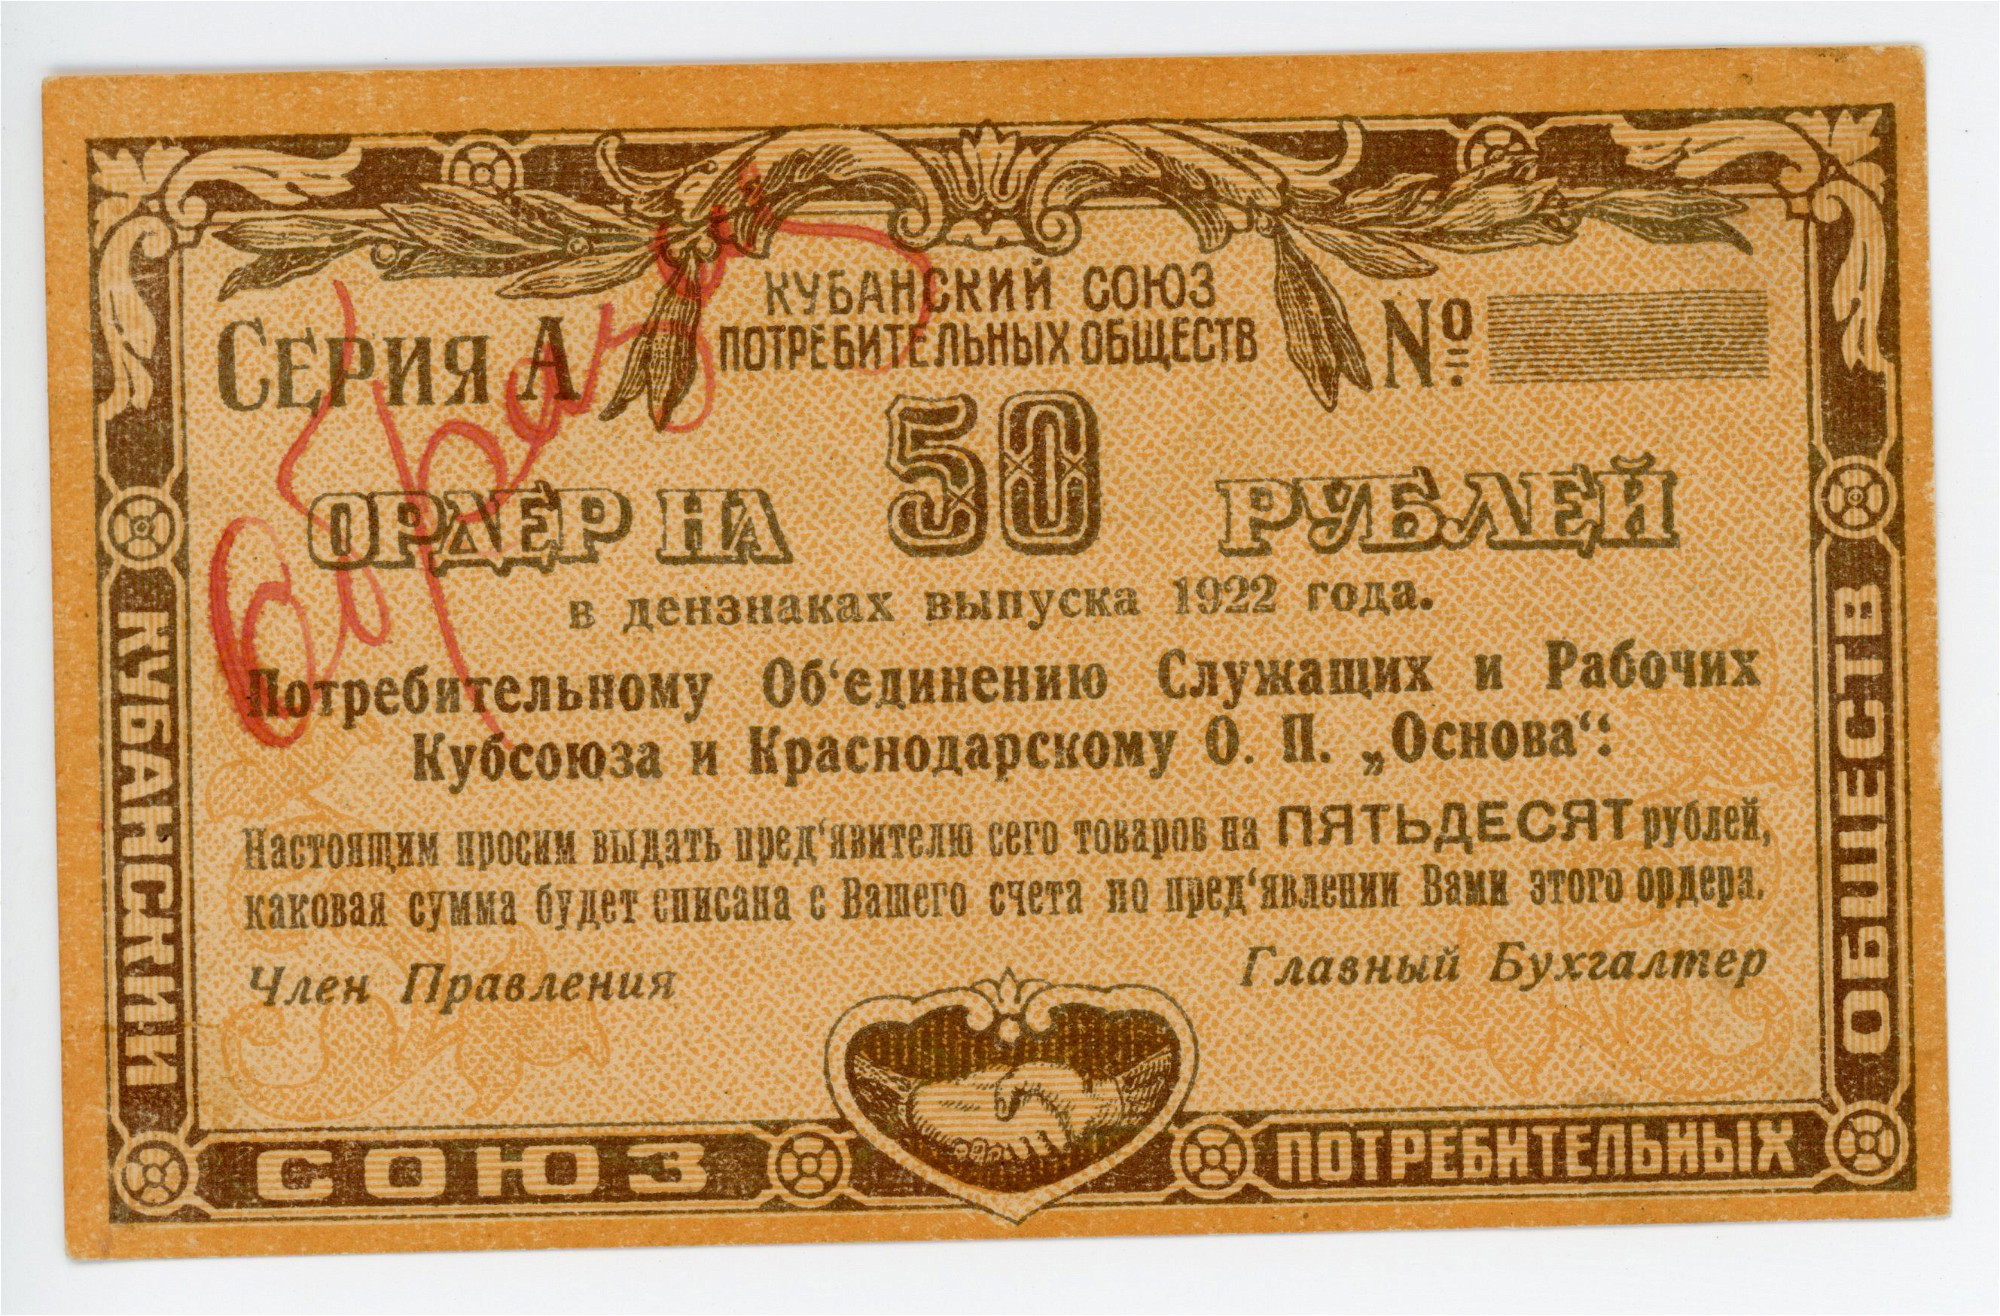 КУБАНСКИЙ СОЮЗ
ПОТРЕБИТЕЛЬНЫХ ОБЩЕСТВ
СЕРИЯ А
№
Образец
ОРДЕР НА 50 РУБЛЕЙ
в дензнаках выпуска 1922 года.
Потребительному Об‘единению Служащих и Рабочих
Кубсоюза и Краснодарскому О. П. „Основа“:
Настоящим просим выдать пред‘явителю сего товаров на ПЯТЬДЕСЯТ рублей,
каковая сумма будет списана с Вашего счета по пред‘явлении Вами этого ордера.
Член Правления
Главный Бухгалтер
КУБАНСКИЙ
СОЮЗ
ПОТРЕБИТЕЛЬНЫХ
ОБЩЕСТВ